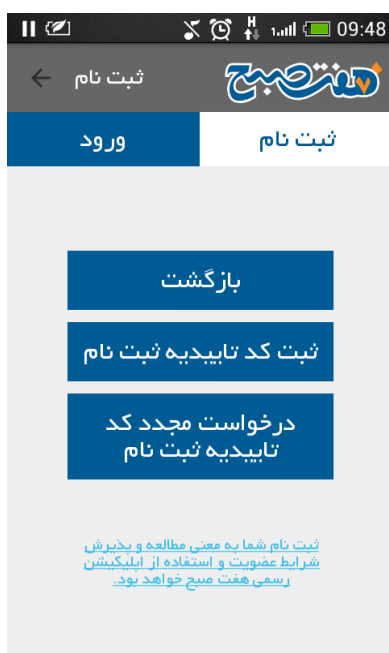 09:48
ثبت نام
هفت صبح
ورود
ثبت نام
بازگشت
ثبت کد تاییدیه ثبت نام
درخواست مجدد کد
تاییدیه ثبت نام
ثبت نام شما به معنی مطالعه و پذیرش
شرایط عضویت و استفاده از اپلیکیشن
رسمی هفت صبح خواهد بود.